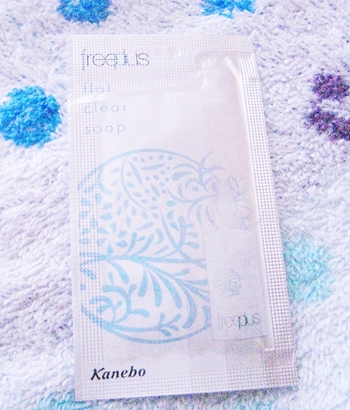 freeplus
flat
clear
soap
freeplus
Kanebo